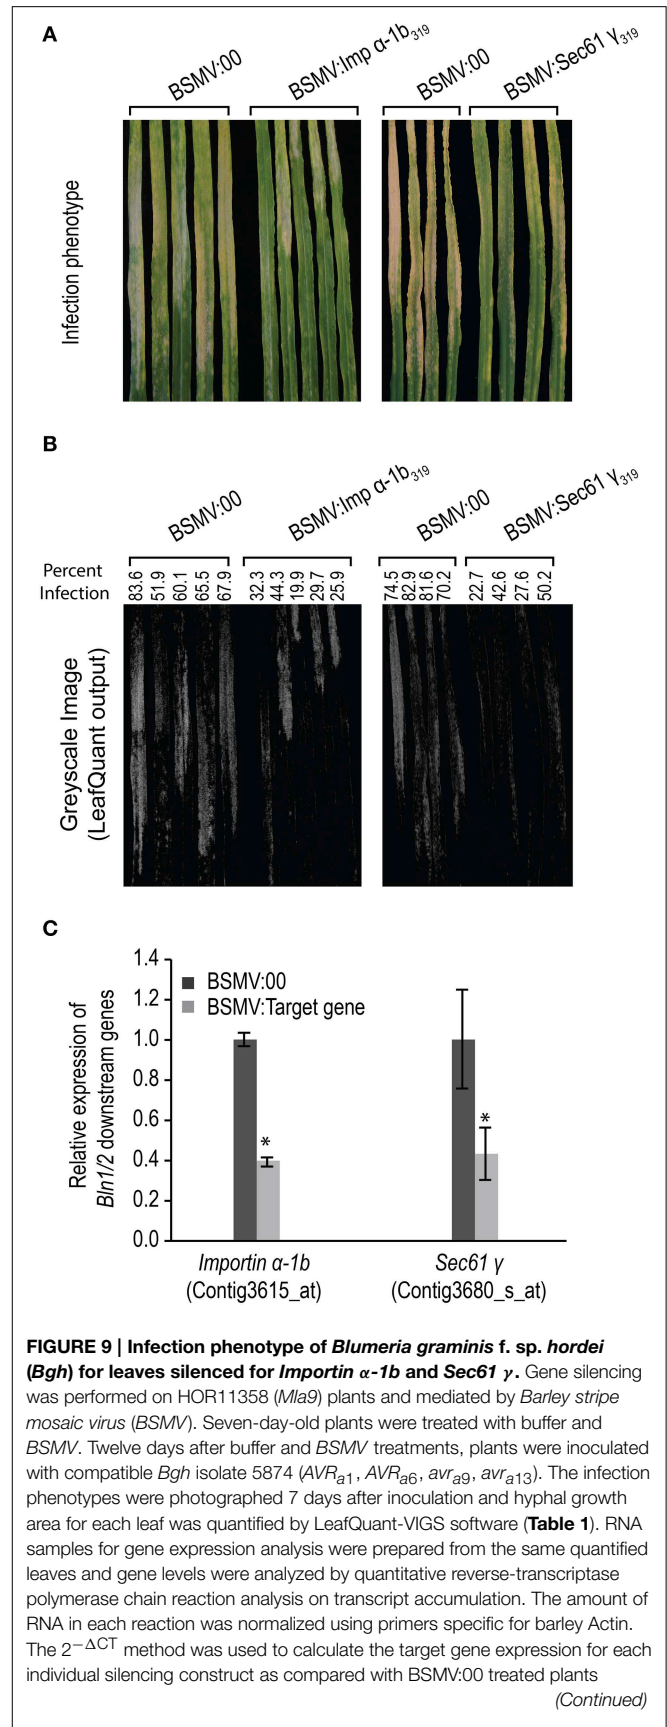 A
BSMV:00
BSMV:Imp α-1b319
BSMV:00
BSMV:Sec61 γ319
Infection phenotype
B
BSMV:00
BSMV:Imp α-1b319
BSMV:00
BSMV:Sec61 γ319
Percent
Infection
83.6
51.9
60.1
65.5
67.9
32.3
44.3
19.9
29.7
25.9
74.5
82.9
81.6
70.2
22.7
42.6
27.6
50.2
Greyscale Image
(LeafQuant output)
C
Relative expression of
Bln1/2 downstream genes
1.4
1.2
1.0
0.8
0.6
0.4
0.2
0.0
BSMV:00
BSMV:Target gene
*
*
Importin α-1b
(Contig3615_at)
Sec61 γ
(Contig3680_s_at)
FIGURE 9 | Infection phenotype of Blumeria graminis f. sp. hordei
(Bgh) for leaves silenced for Importin α-1b and Sec61 γ. Gene silencing
was performed on HOR11358 (Mla9) plants and mediated by Barley stripe
mosaic virus (BSMV). Seven-day-old plants were treated with buffer and
BSMV. Twelve days after buffer and BSMV treatments, plants were inoculated
with compatible Bgh isolate 5874 (AVRa1, AVRa6, avra9, avra13). The infection
phenotypes were photographed 7 days after inoculation and hyphal growth
area for each leaf was quantified by LeafQuant-VIGS software (Table 1). RNA
samples for gene expression analysis were prepared from the same quantified
leaves and gene levels were analyzed by quantitative reverse-transcriptase
polymerase chain reaction analysis on transcript accumulation. The amount of
RNA in each reaction was normalized using primers specific for barley Actin.
The 2−ΔCT method was used to calculate the target gene expression for each
individual silencing construct as compared with BSMV:00 treated plants
(Continued)